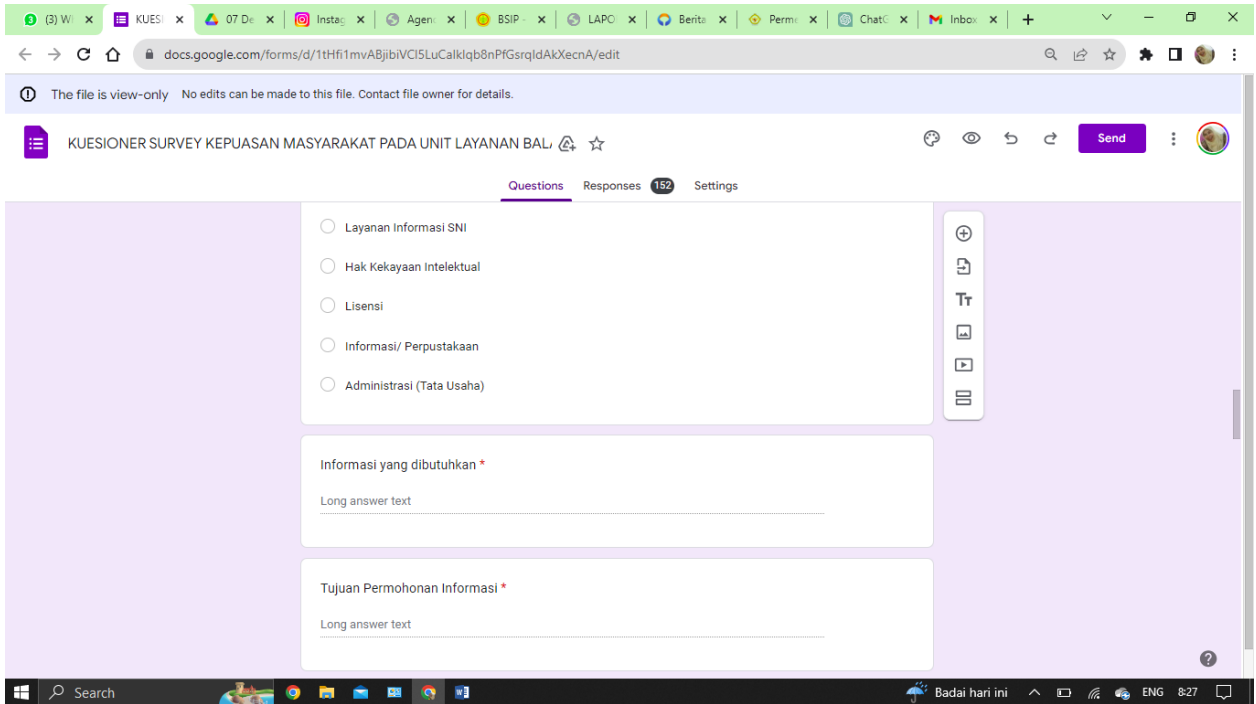 (3) W
KUES
07 De
Instag
Agen
BSIP -
LAPO
Berita
Perm
ChatG
Inbox
docs.google.com/forms/d/1tHfi1mvABjibiVCl5LuCalklqb8nPfGsrqldAkXecnA/edit
The file is view-only No edits can be made to this file. Contact file owner for details.
KUESIONER SURVEY KEPUASAN MASYARAKAT PADA UNIT LAYANAN BAL
Send
Questions Responses 152 Settings
Layanan Informasi SNI
Hak Kekayaan Intelektual
Lisensi
Informasi/ Perpustakaan
Administrasi (Tata Usaha)
Tт
Informasi yang dibutuhkan *
Long answer text
Tujuan Permohonan Informasi *
Long answer text
Search
Badai hari ini
ENG 8:27